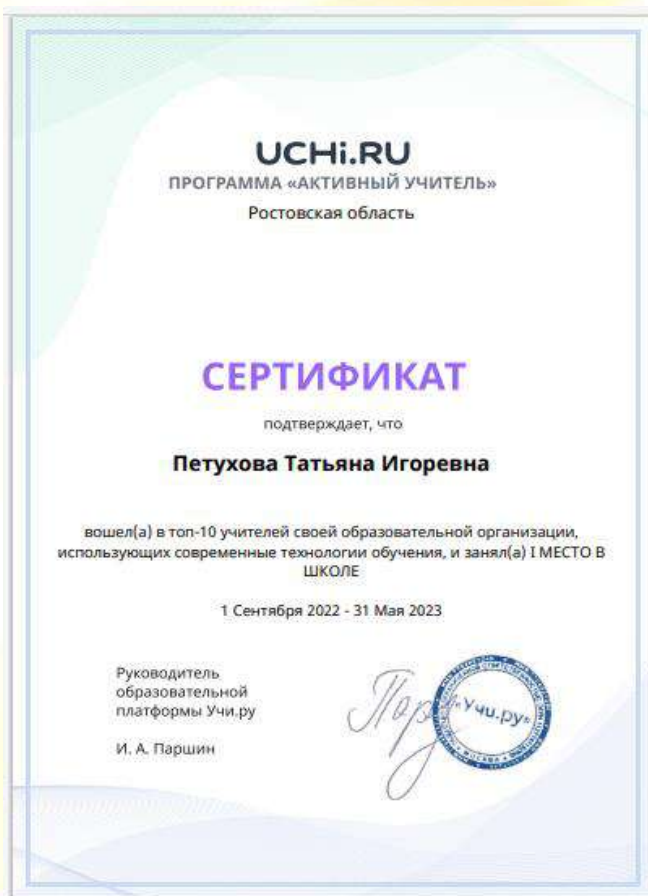 UCHi.RU
ПРОГРАММА «АКТИВНЫЙ УЧИТЕЛЬ»
Ростовская область
СЕРТИФИКАТ
подтверждает, что
Петухова Татьяна Игоревна
вошел(а) в топ-10 учителей своей образовательной организации,
использующих современные технологии обучения, и занял(а) I МЕСТО В
ШКОЛЕ
1 Сентября 2022 - 31 Мая 2023
Руководитель
образовательной
платформы Учи.ру
И. А. Паршин
«Учи.ру»
МОСКВА